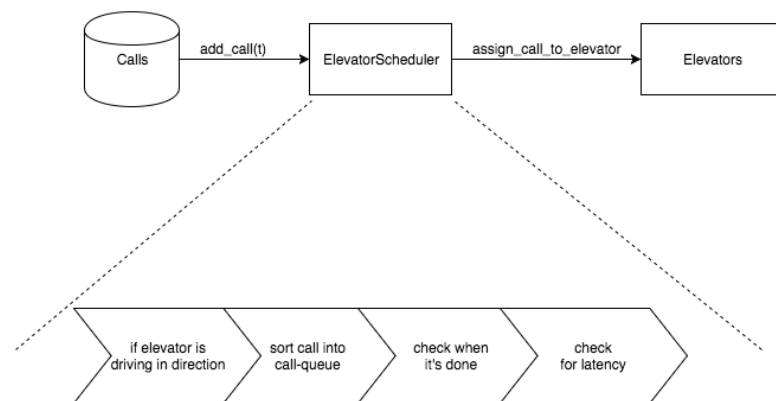 Calls
add_call(t)
ElevatorScheduler
assign_call_to_elevator
Elevators
if elevator is
driving in direction
sort call into
call-queue
check when
it's done
check
for latency